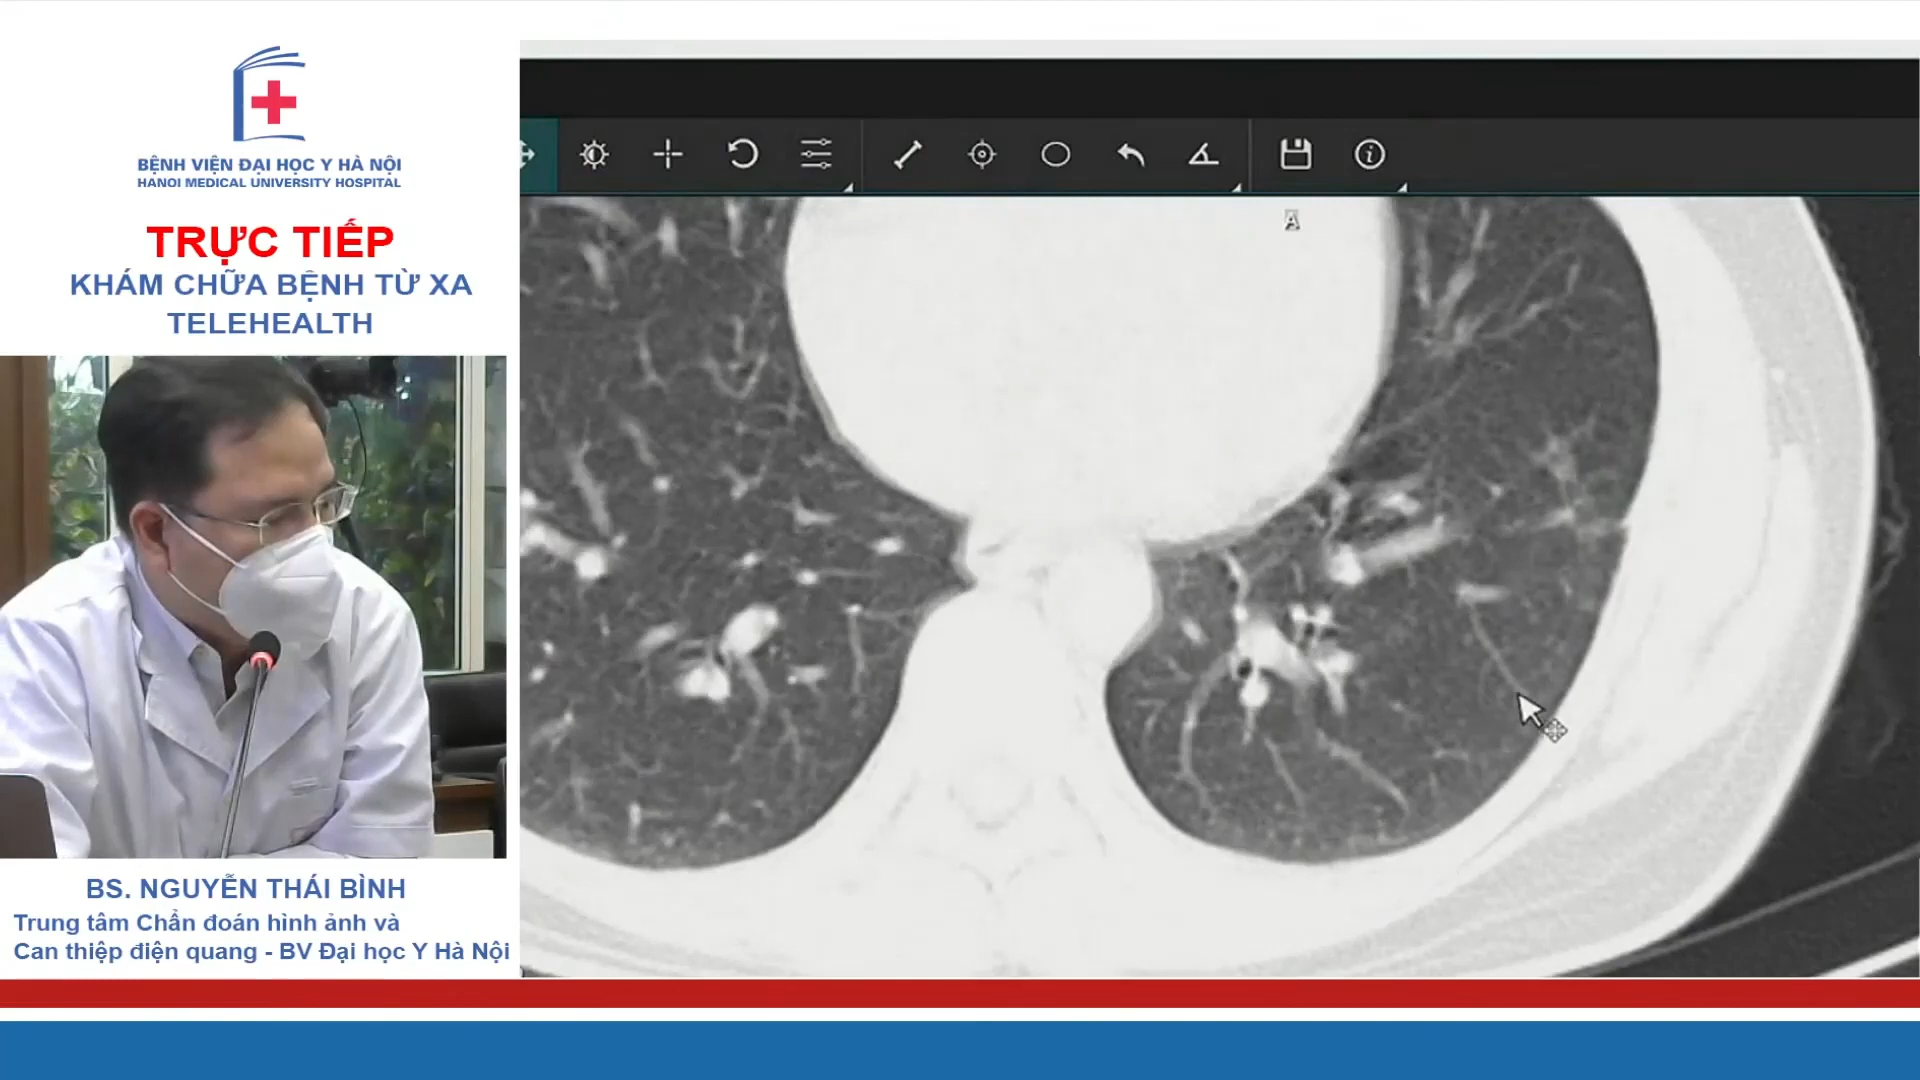 BỆNH VIỆN ĐẠI HỌC Y HÀ NỘI
HANOI MEDICAL UNIVERSITY HOSPITAL
TRỰC TIẾP
KHÁM CHỮA BỆNH TỪ XA
TELEHEALTH
A
BS. NGUYỄN THÁI BÌNH
Trung tâm Chẩn đoán hình ảnh và
Can thiệp điện quang - BV Đại học Y Hà Nội